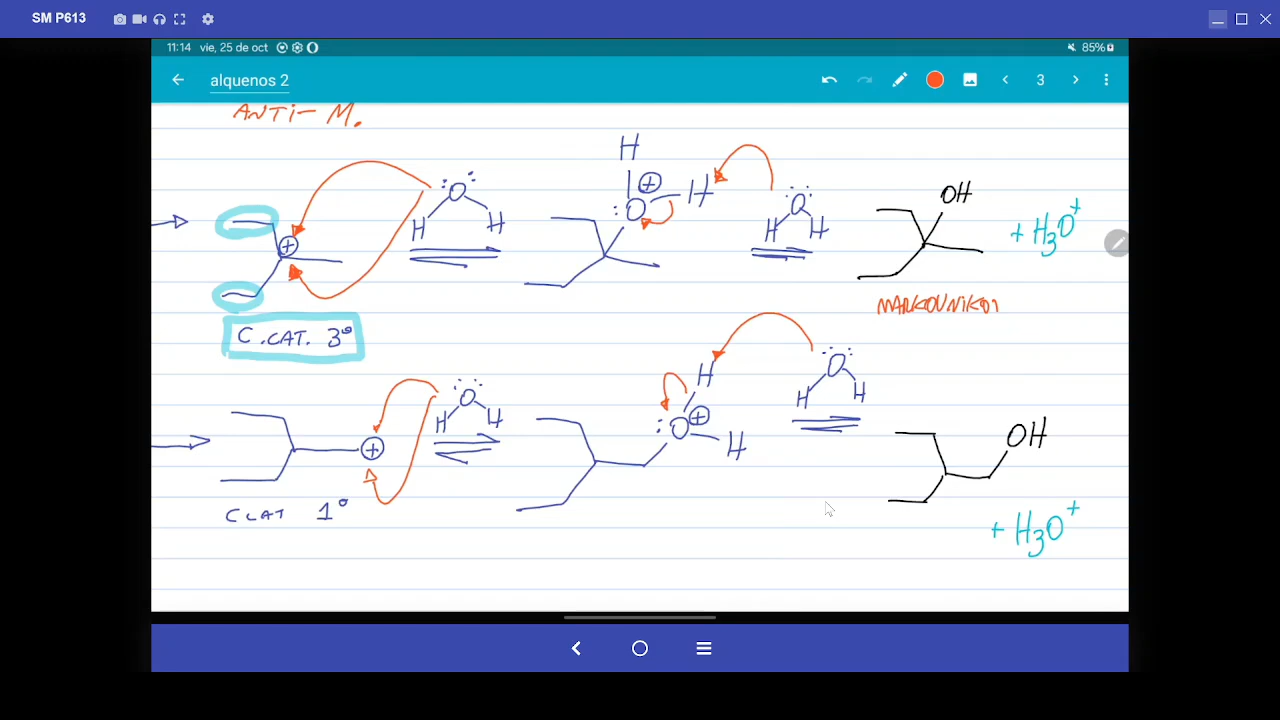 SM P613
11:14 vie, 25 de oct 85%
alquenos 2 3
ANTI-M.
H
⊕ H
:O
OH
+ H3O+
⊕
O
H H
O
H H
MARKOVNIKOV
C.CAT. 3°
H
O
H H
O
H H
⊕
:O ⊕
H
OH
C CAT 1°
+ H3O+